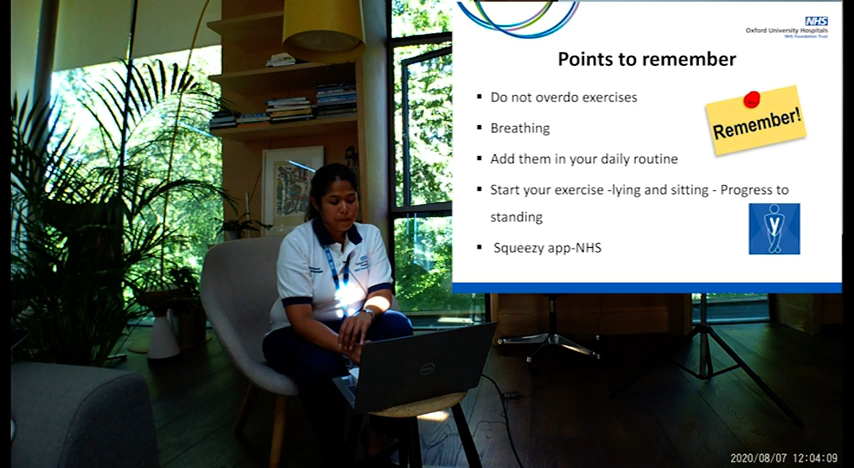 NHS
Oxford University Hospitals
NHS Foundation Trust
Points to remember
▪ Do not overdo exercises
▪ Breathing
▪ Add them in your daily routine
▪ Start your exercise -lying and sitting - Progress to
standing
▪ Squeezy app-NHS
Remember!
DELL
2020/08/07 12:04:09